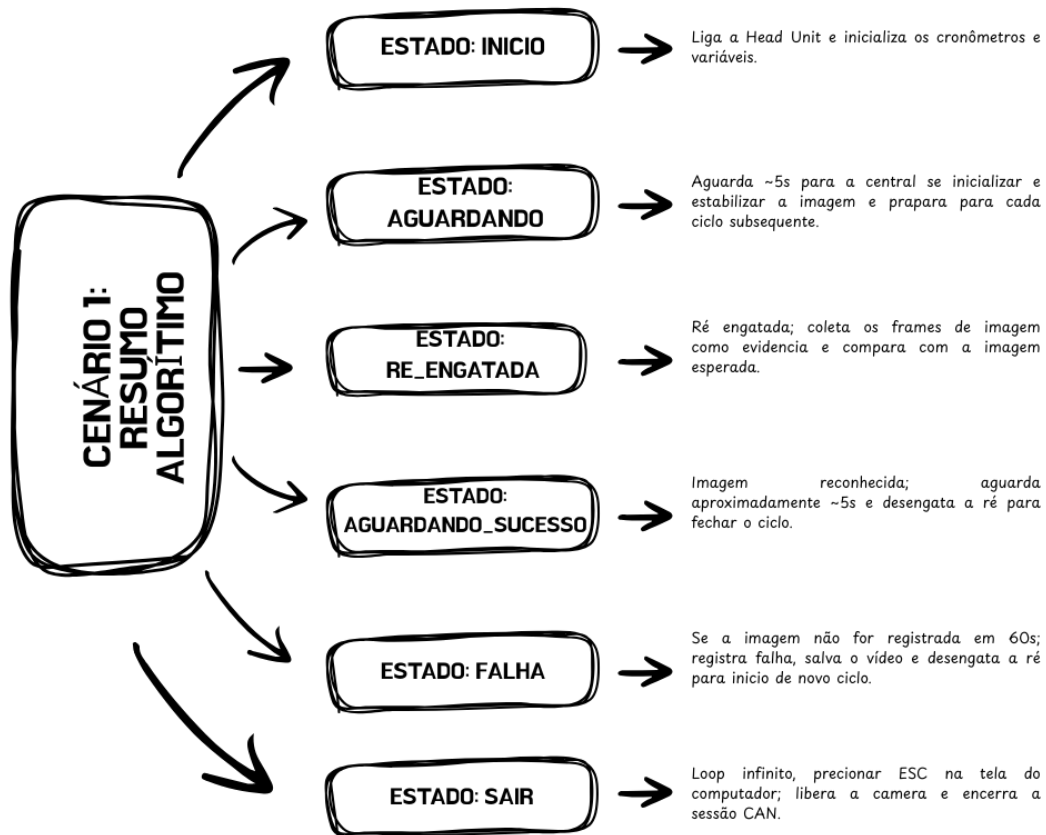 CENÁRIO 1:
RESÚMO
ALGORÍTIMO
ESTADO: INICIO
Liga a Head Unit e inicializa os cronômetros e
variáveis.
ESTADO:
AGUARDANDO
Aguarda ~5s para a central se inicializar e
estabilizar a imagem e prapara para cada
ciclo subsequente.
ESTADO:
RE_ENGATADA
Ré engatada; coleta os frames de imagem
como evidencia e compara com a imagem
esperada.
ESTADO:
AGUARDANDO_SUCESSO
Imagem reconhecida; aguarda
aproximadamente ~5s e desengata a ré para
fechar o ciclo.
ESTADO: FALHA
Se a imagem não for registrada em 60s;
registra falha, salva o vídeo e desengata a ré
para inicio de novo ciclo.
ESTADO: SAIR
Loop infinito, precionar ESC na tela do
computador; libera a camera e encerra a
sessão CAN.